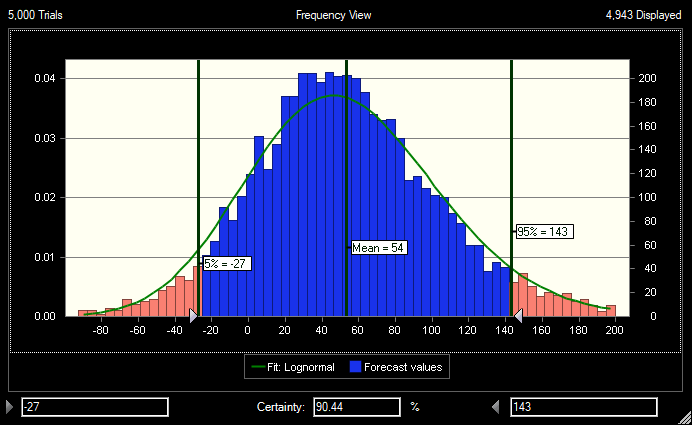 5,000 Trials Frequency View 4,943 Displayed
0.04 200
180
160
0.03 140
120
0.02 100
80
95% = 143
Mean = 54
60
0.01 5% = -27
40
20
0.00 0
-80 -60 -40 -20 0 20 40 60 80 100 120 140 160 180 200
Fit: Lognormal Forecast values
-27 Certainty: 90.44 % 143